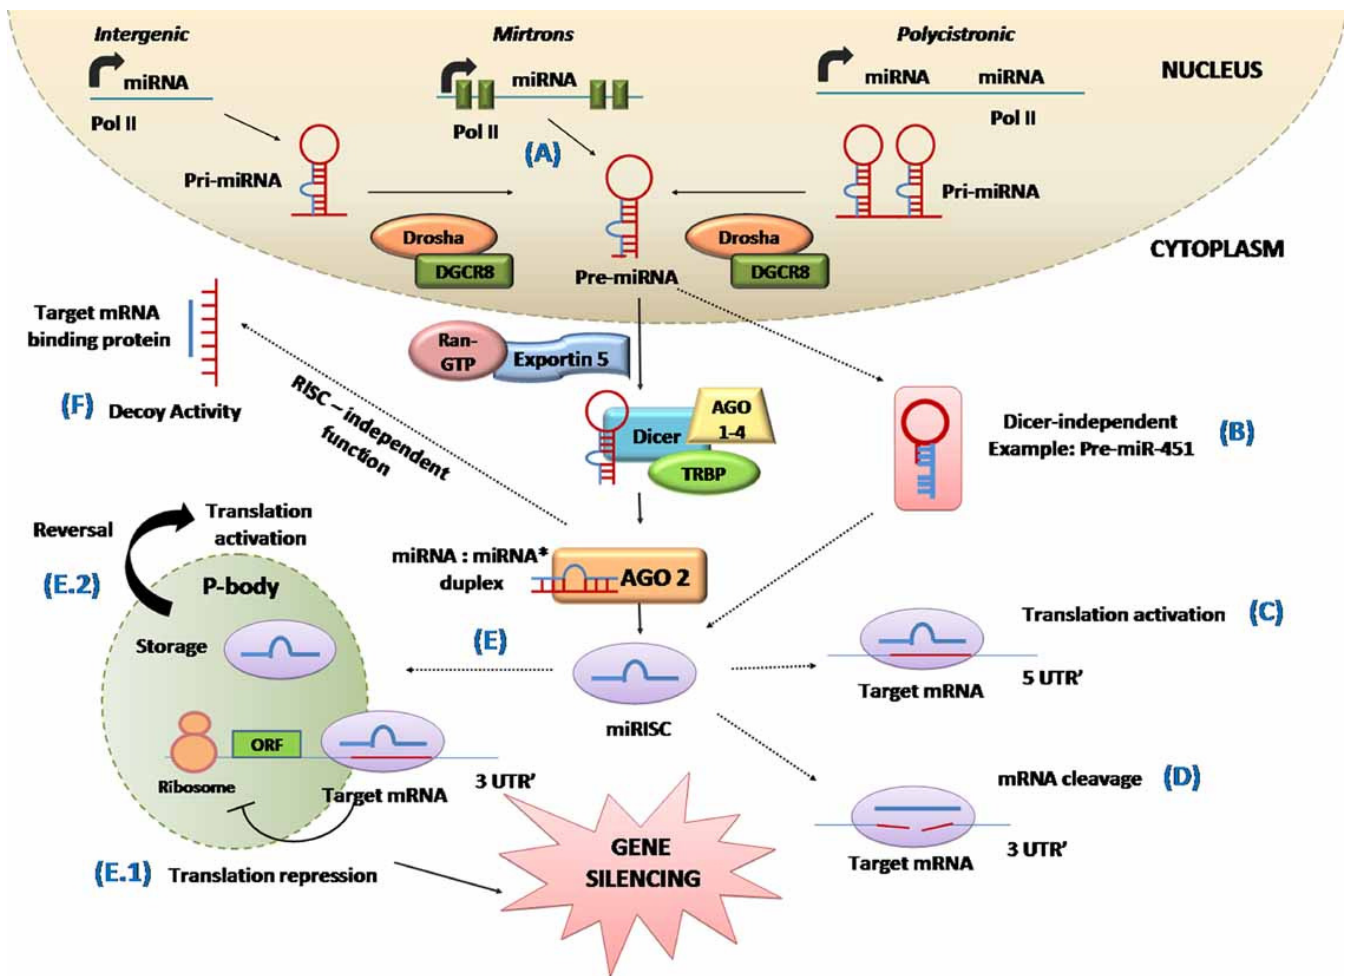 Intergenic
miRNA
Pol II
Mirtrons
miRNA
Pol II
(A)
Polycistronic
miRNA miRNA
Pol II
NUCLEUS
Pri-miRNA
Pri-miRNA
Drosha
DGCR8
Pre-miRNA
Drosha
DGCR8
CYTOPLASM
Target mRNA
binding protein
(F) Decoy Activity
RISC – independent
function
Ran-
GTP
Exportin 5
Dicer
AGO
1-4
TRBP
Dicer-independent
Example: Pre-miR-451
(B)
Reversal
Translation
activation
(E.2)
P-body
Storage
miRNA : miRNA*
duplex
AGO 2
(E)
miRISC
Translation activation (C)
Target mRNA
5 UTR'
mRNA cleavage (D)
Target mRNA
3 UTR'
ORF
Ribosome
Target mRNA
3 UTR'
(E.1) Translation repression
GENE
SILENCING